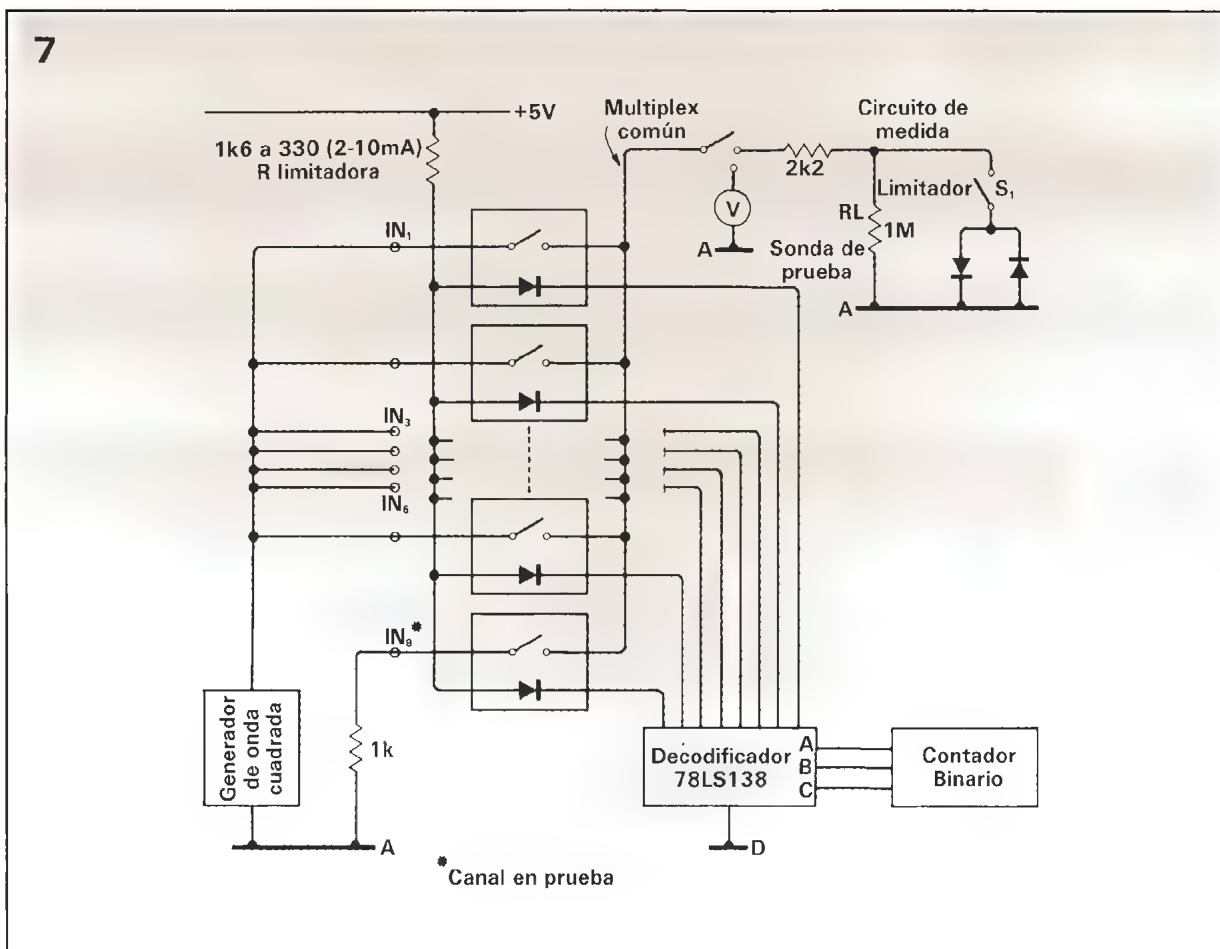 7
+5V
1k6 a 330 (2-10mA)
R limitadora
Multiplex
común
Circuito de
medida
2k2
Limitador S₁
V
RL
1M
A
Sonda de
prueba
A
IN₁
IN₃
IN₆
IN₈*
Generador
de onda
cuadrada
1k
Decodificador
78LS138
A
B
C
Contador
Binario
A
D
*Canal en prueba